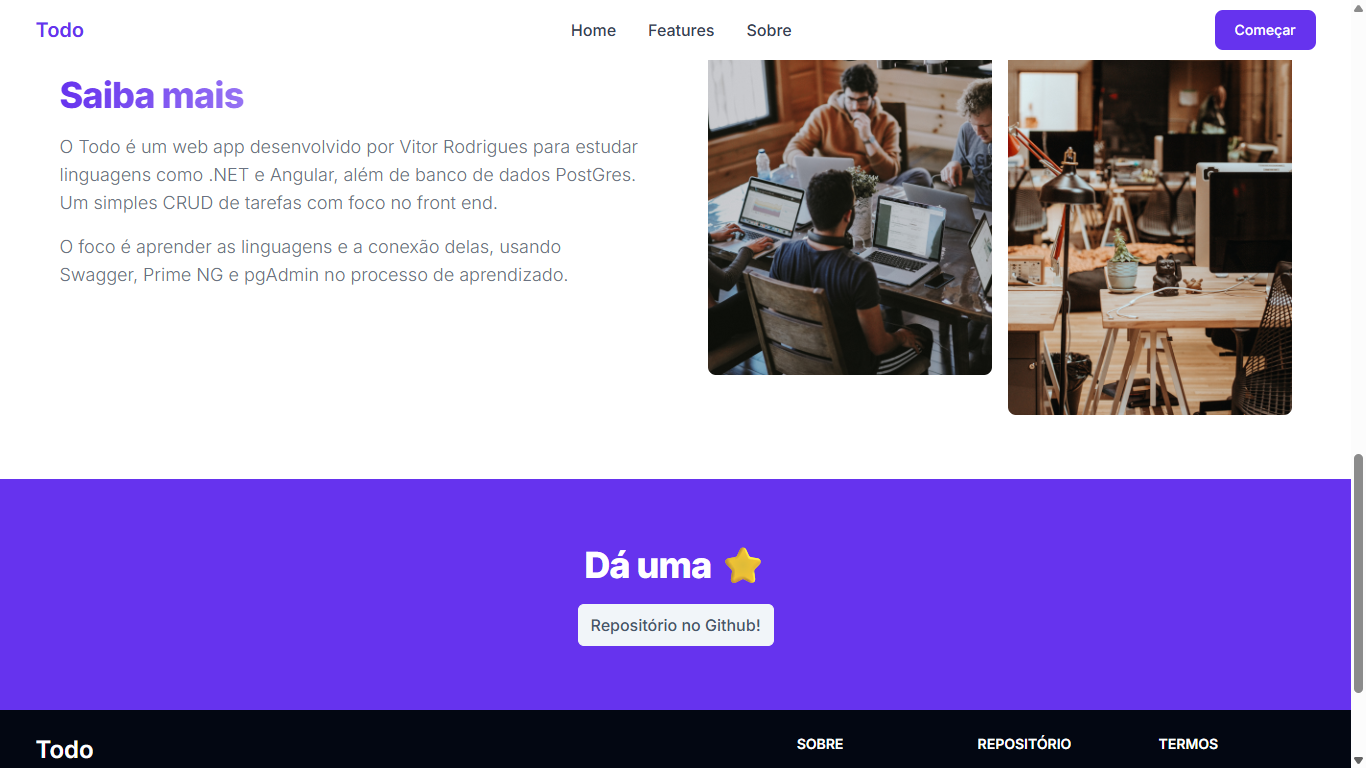 Todo
Home
Features
Sobre
Começar
Saiba mais
O Todo é um web app desenvolvido por Vitor Rodrigues para estudar
linguagens como .NET e Angular, além de banco de dados PostGres.
Um simples CRUD de tarefas com foco no front end.
O foco é aprender as linguagens e a conexão delas, usando
Swagger, Prime NG e pgAdmin no processo de aprendizado.
Dá uma ⭐
Repositório no Github!
Todo
SOBRE
REPOSITÓRIO
TERMOS